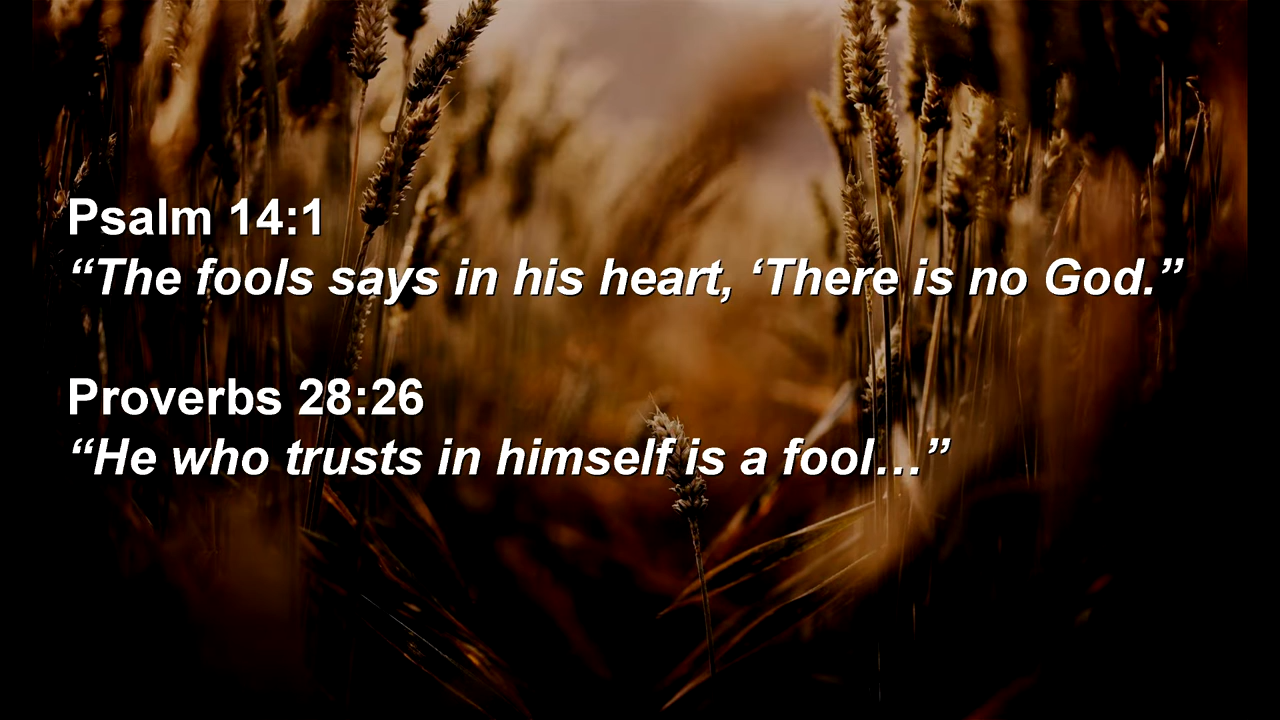 Psalm 14:1
“The fools says in his heart, ‘There is no God.”
Proverbs 28:26
“He who trusts in himself is a fool…”